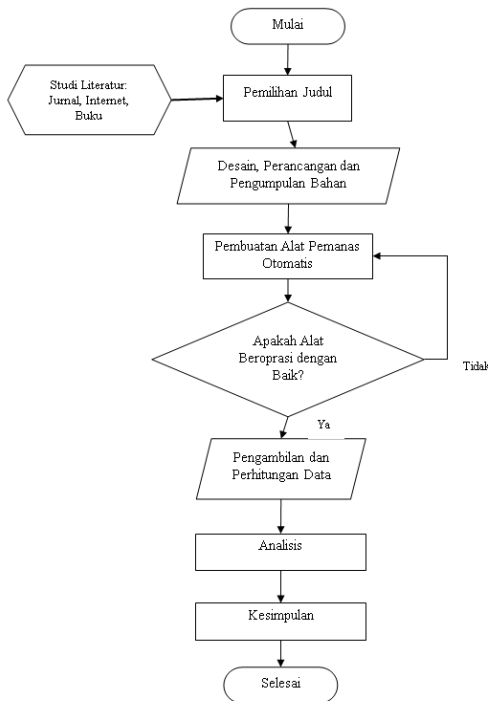 Mulai
Studi Literatur:
Jurnal, Internet,
Buku
Pemilihan Judul
Desain, Perancangan dan
Pengumpulan Bahan
Pembuatan Alat Pemanas
Otomatis
Apakah Alat
Beroprasi dengan
Baik?
Tidak
Ya
Pengambilan dan
Perhitungan Data
Analisis
Kesimpulan
Selesai